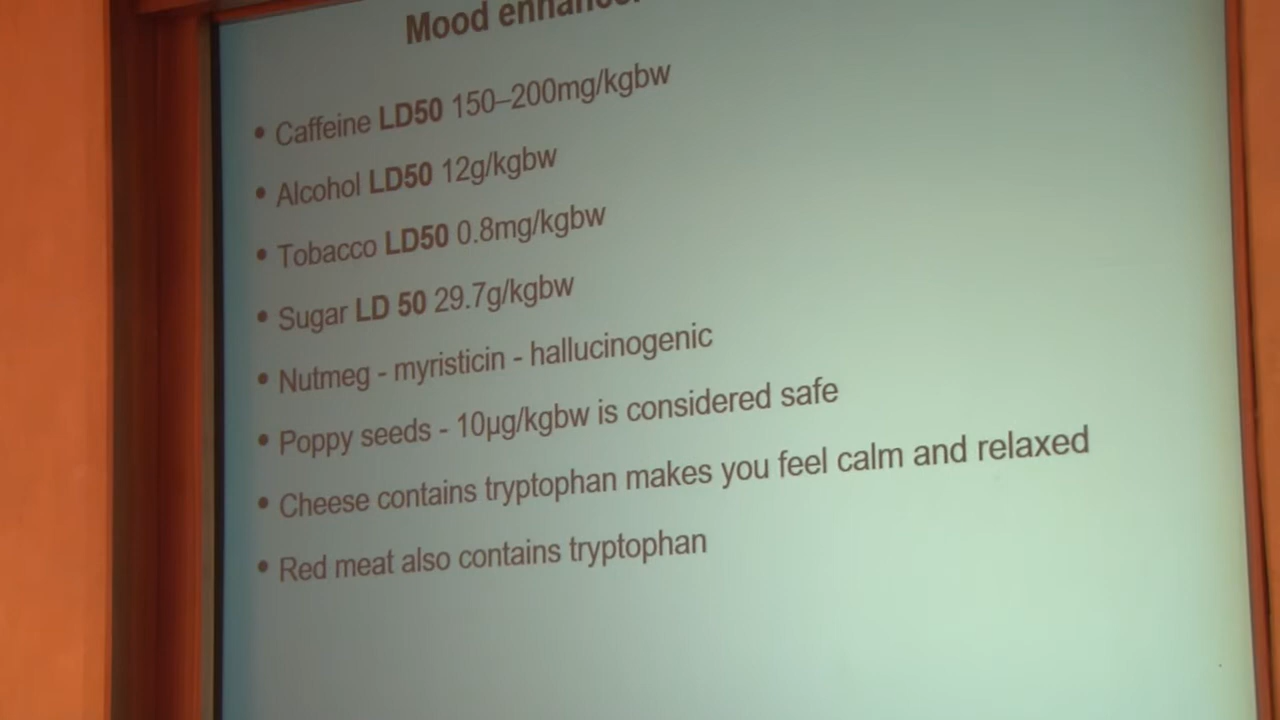 Mood enhancer
• Caffeine LD50 150–200mg/kgbw
• Alcohol LD50 12g/kgbw
• Tobacco LD50 0.8mg/kgbw
• Sugar LD 50 29.7g/kgbw
• Nutmeg - myristicin - hallucinogenic
• Poppy seeds - 10µg/kgbw is considered safe
• Cheese contains tryptophan makes you feel calm and relaxed
• Red meat also contains tryptophan